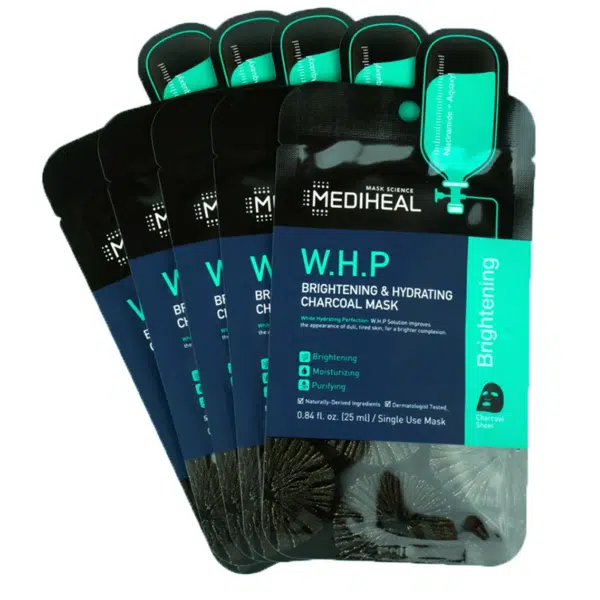 Niacinamide + Aquaxyl
MASK SCIENCE
MEDIHEAL
W.H.P
BRIGHTENING & HYDRATING
CHARCOAL MASK
White Hydrating Perfection: W.H.P Solution improves
the appearance of dull, tired skin, for a brighter complexion.
Brightening
Moisturizing
Purifying
Naturally-Derived Ingredients
Dermatologist Tested
0.84 fl. oz. (25 ml) / Single Use Mask
Brightening
Charcoal
Sheet